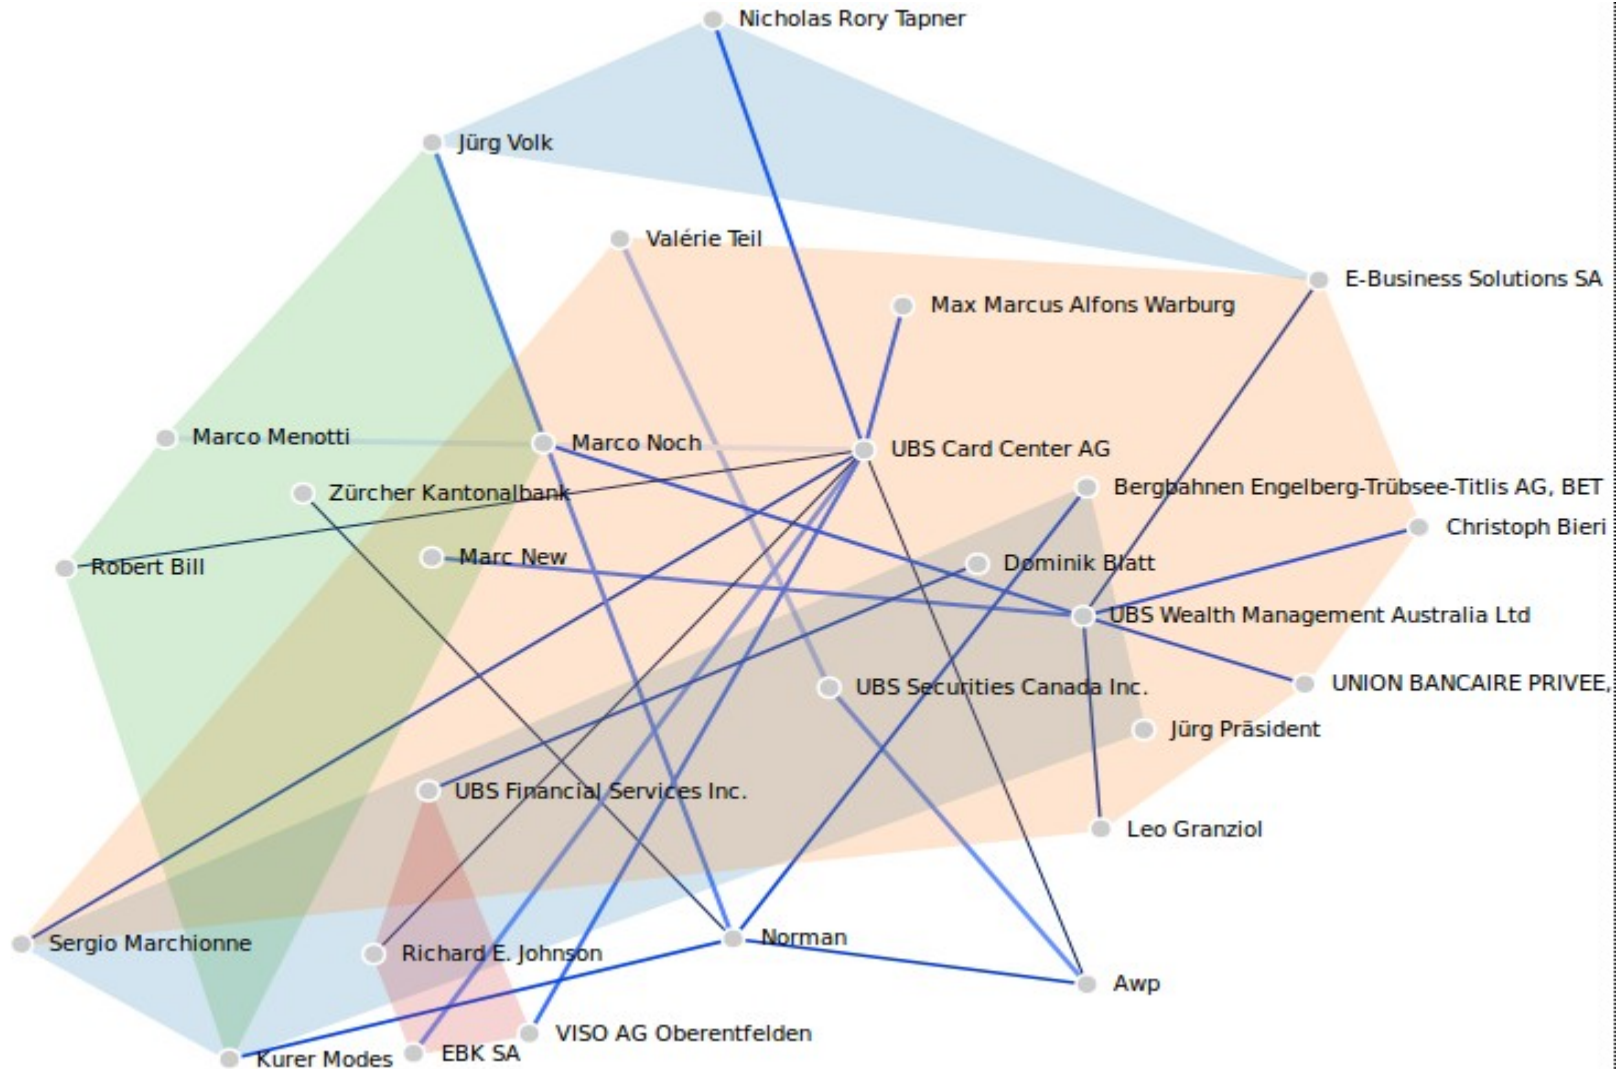 Nicholas Rory Tapner
Jürg Volk
Valérie Teil
E-Business Solutions SA
Max Marcus Alfons Warburg
Marco Menotti
Marco Noch
UBS Card Center AG
Zürcher Kantonalbank
Bergbahnen Engelberg-Trübsee-Titlis AG, BET
Christoph Bieri
Robert Bill
Marc New
Dominik Blatt
UBS Wealth Management Australia Ltd
UBS Securities Canada Inc.
UNION BANCAIRE PRIVEE,
Jürg Präsident
UBS Financial Services Inc.
Leo Granziol
Sergio Marchionne
Richard E. Johnson
Norman
Awp
VISO AG Oberentfelden
EBK SA
Kurer Modes